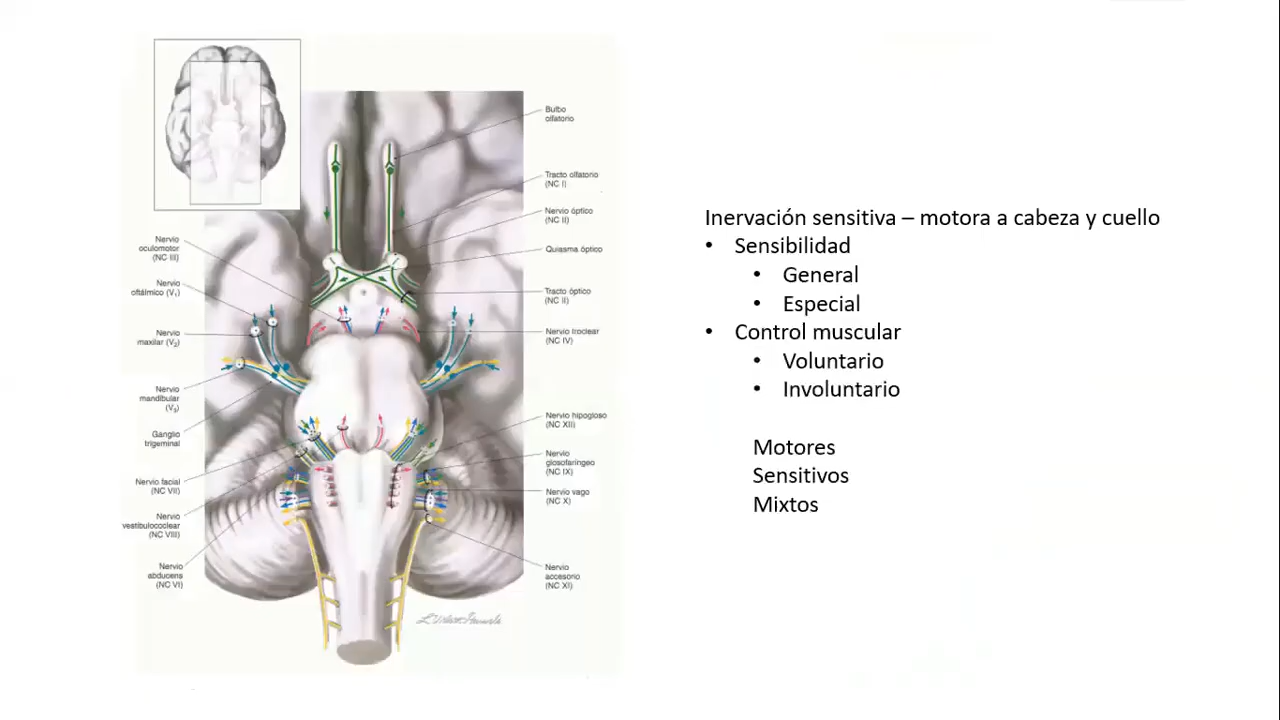 Bulbo
olfatorio
Tracto olfatorio
(NC I)
Nervio óptico
(NC II)
Quiasma óptico
Tracto óptico
(NC II)
Nervio troclear
(NC IV)
Nervio hipogloso
(NC XII)
Nervio
glosofaríngeo
(NC IX)
Nervio vago
(NC X)
Nervio
accesorio
(NC XI)
Nervio
oculomotor
(NC III)
Nervio
oftálmico (V₁)
Nervio
maxilar (V₂)
Nervio
mandibular
(V₃)
Ganglio
trigeminal
Nervio facial
(NC VII)
Nervio
vestibulococlear
(NC VIII)
Nervio
abducens
(NC VI)
Inervación sensitiva – motora a cabeza y cuello
• Sensibilidad
• General
• Especial
• Control muscular
• Voluntario
• Involuntario
Motores
Sensitivos
Mixtos